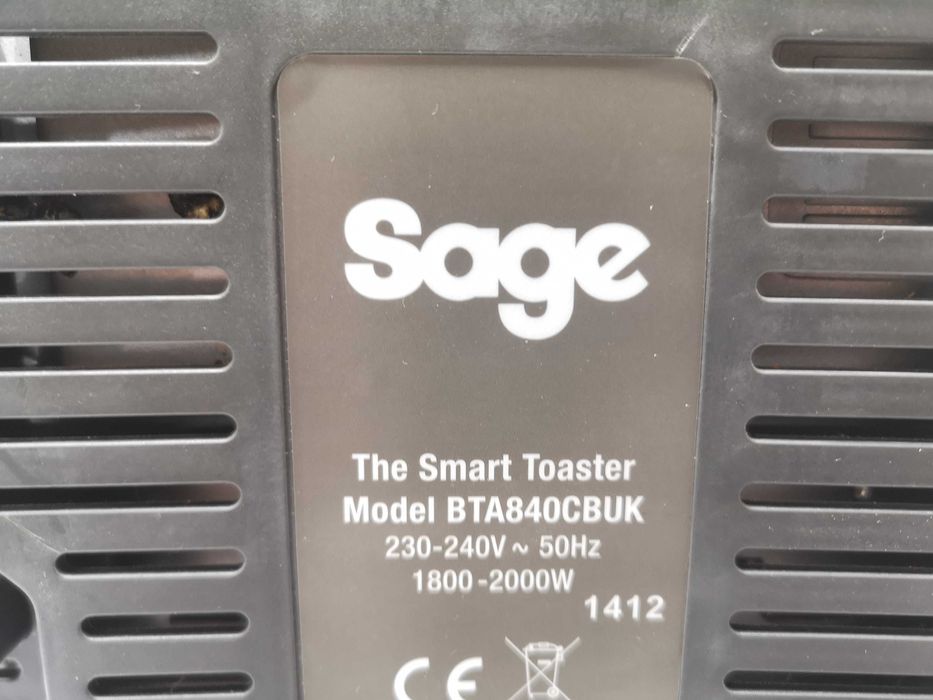 Sage
The Smart Toaster
Model BTA840CBUK
230-240V ~ 50Hz
1800-2000W
1412
CE